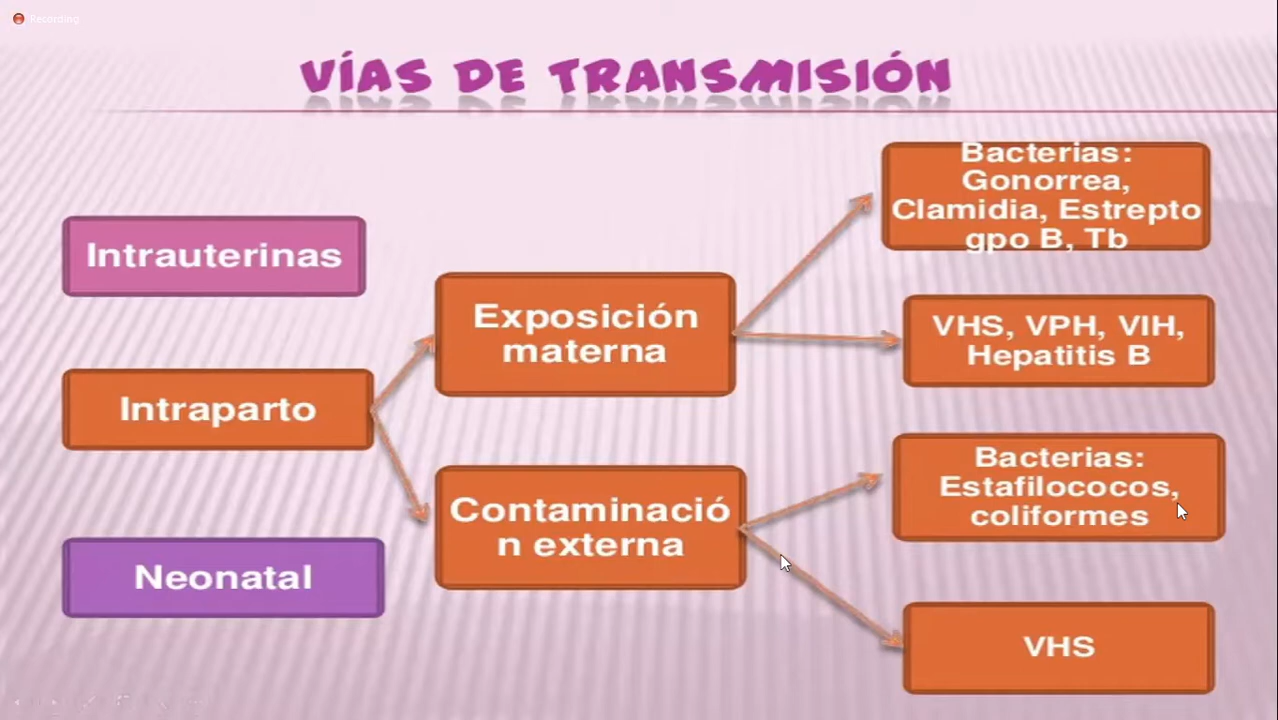 Recording
VÍAS DE TRANSMISIÓN
Intrauterinas
Intraparto
Neonatal
Exposición
materna
Contaminació
n externa
Bacterias:
Gonorrea,
Clamidia, Estrepto
gpo B, Tb
VHS, VPH, VIH,
Hepatitis B
Bacterias:
Estafilococos,
coliformes
VHS